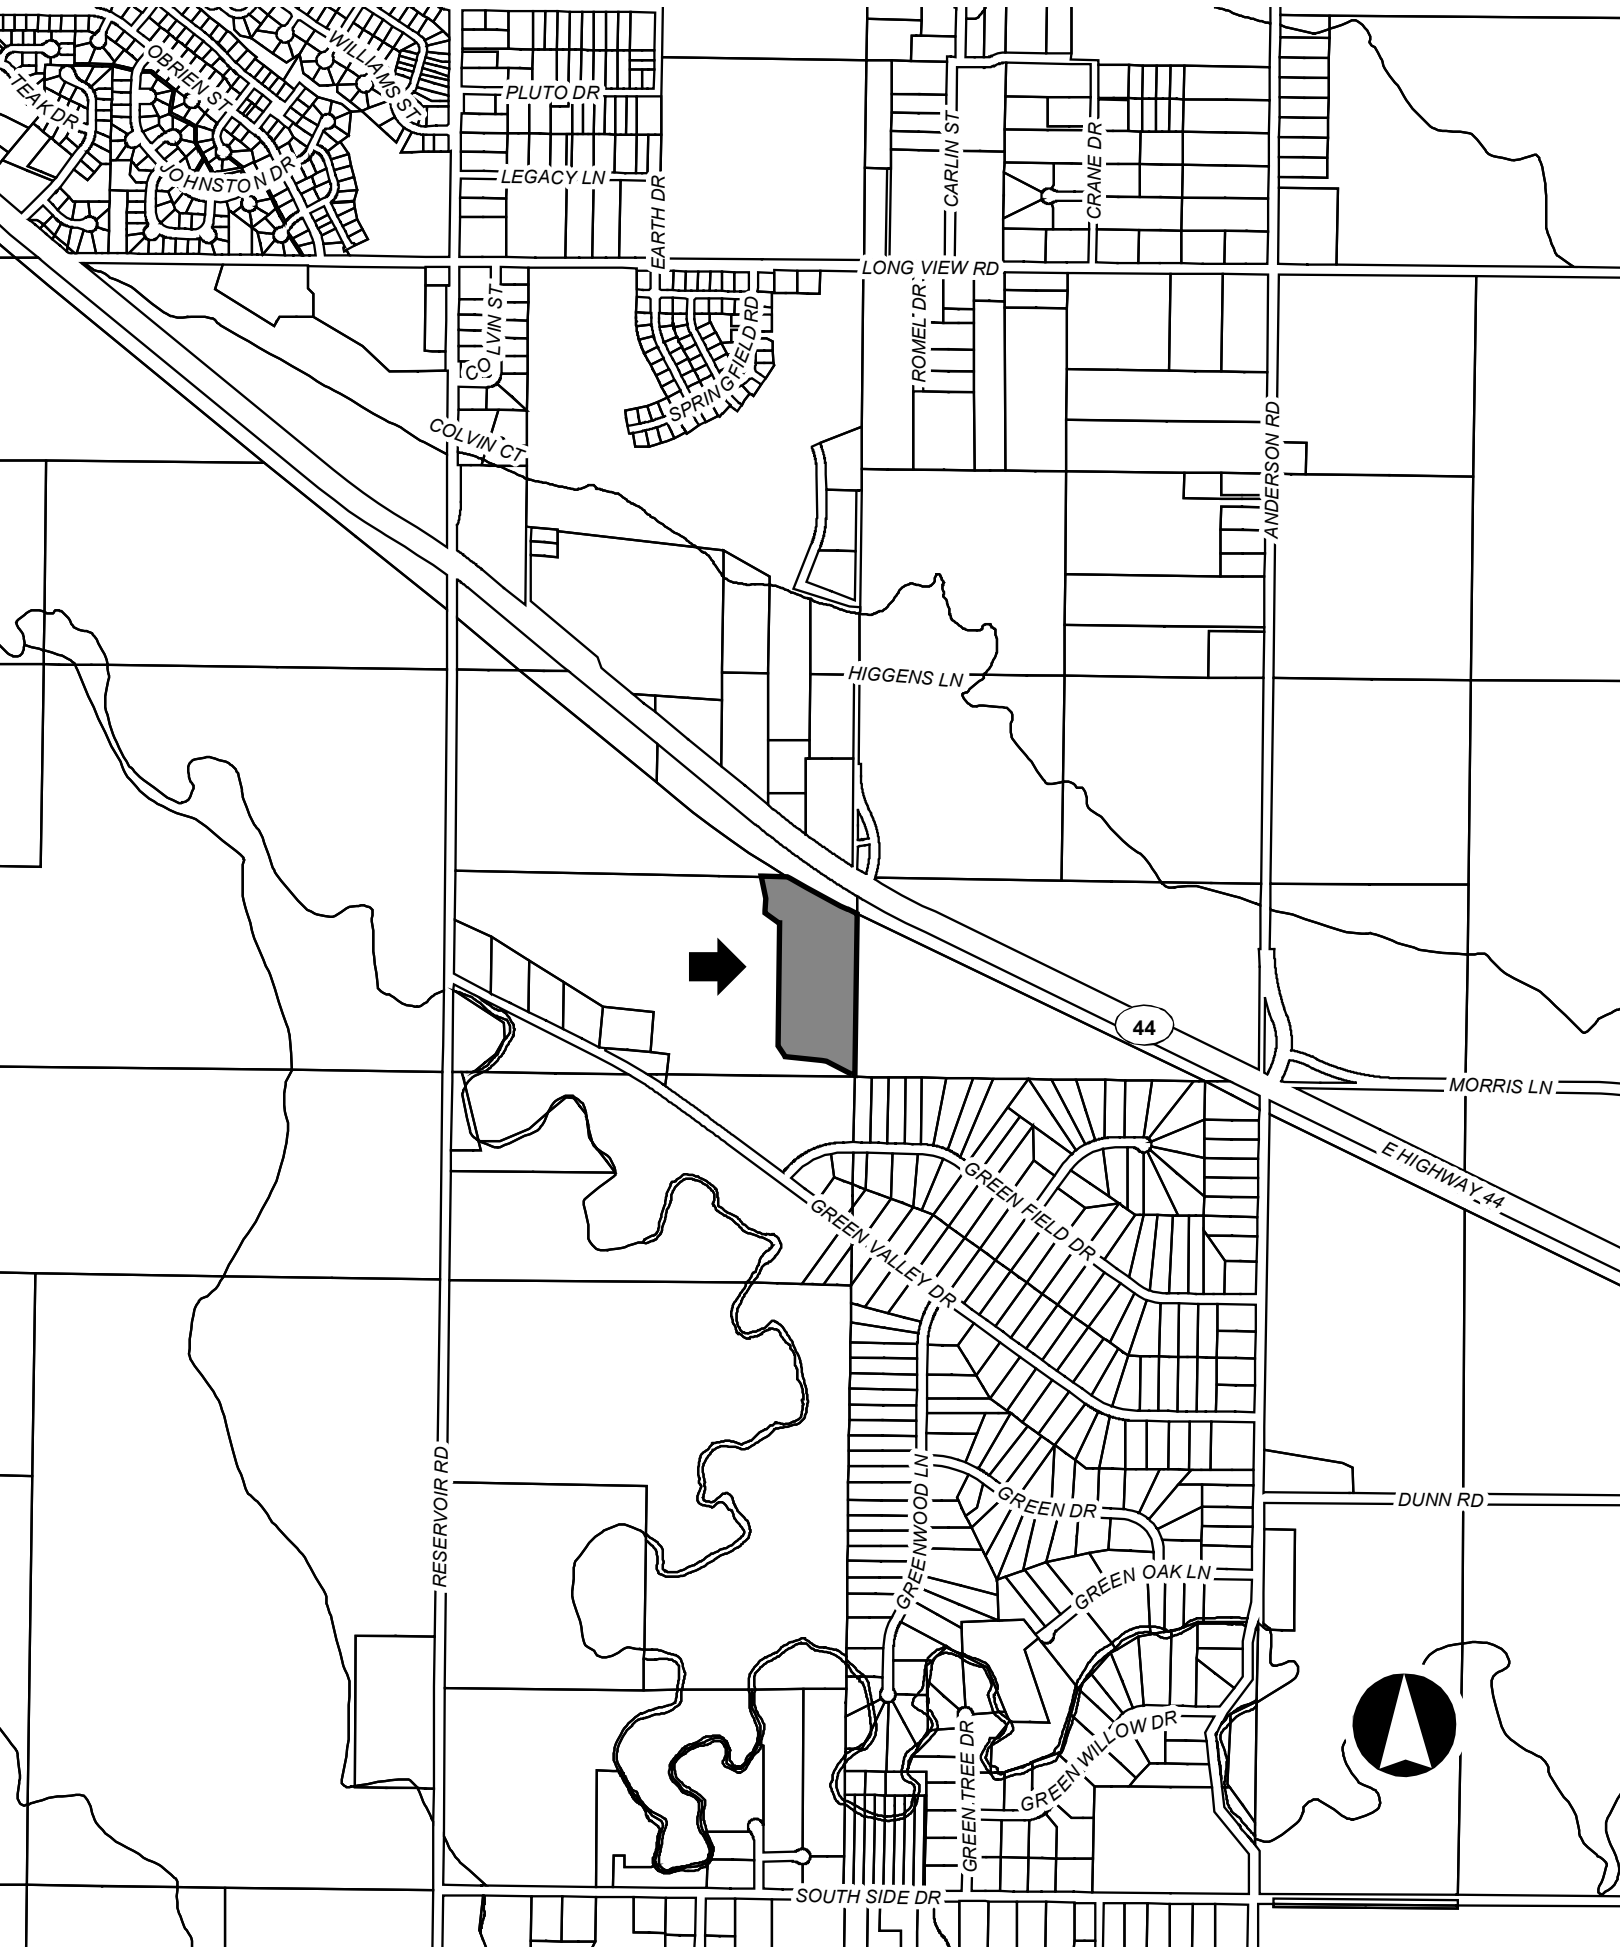 WILLIAMS ST
OBRIEN ST
TEAK DR
PLUTO DR
JOHNSTON DR
LEGACY LN
EARTH DR
CARLIN ST
CRANE DR
LONG VIEW RD
COLVIN ST
SPRINGFIELD RD
ROMEL DR
COLVIN CT
ANDERSON RD
HIGGENS LN
44
MORRIS LN
E HIGHWAY 44
GREEN FIELD DR
GREEN VALLEY DR
RESERVOIR RD
GREENWOOD LN
GREEN DR
DUNN RD
GREEN OAK LN
GREEN WILLOW DR
GREEN TREE DR
SOUTH SIDE DR